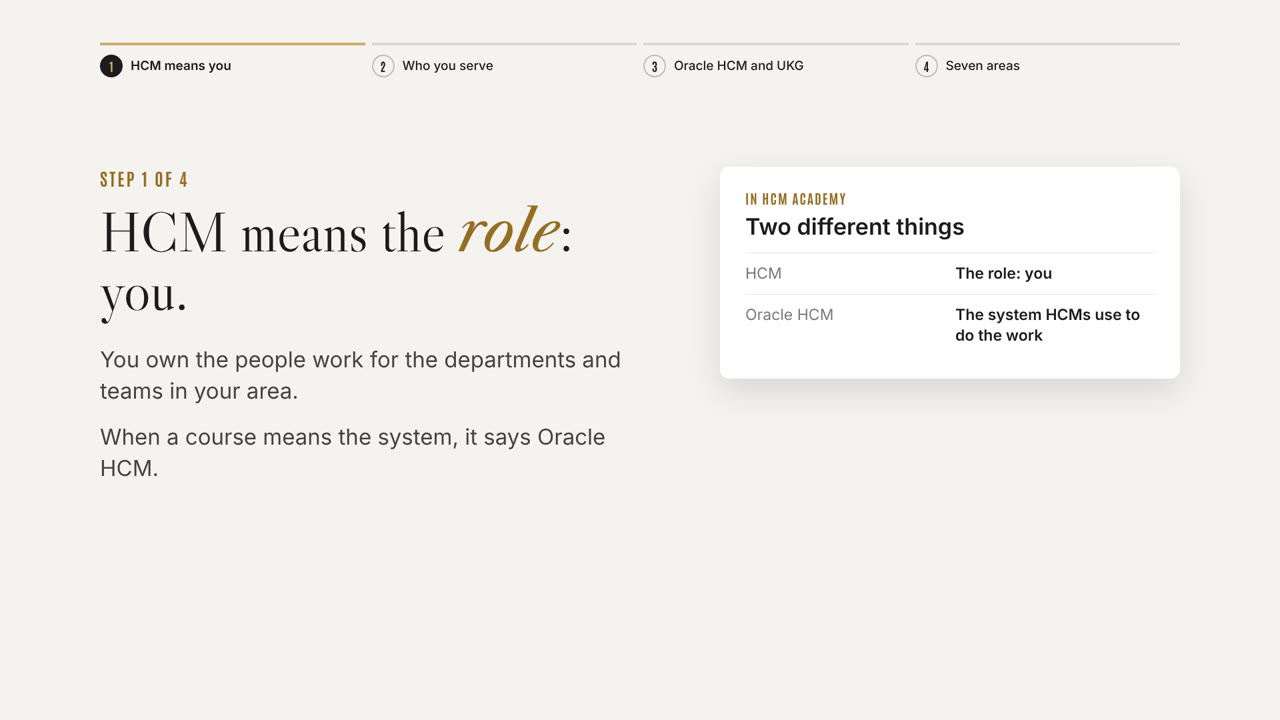 1 HCM means you
2 Who you serve
3 Oracle HCM and UKG
4 Seven areas
STEP 1 OF 4
HCM means the role:
you.
You own the people work for the departments and
teams in your area.
When a course means the system, it says Oracle
HCM.
IN HCM ACADEMY
Two different things
HCM The role: you
Oracle HCM The system HCMs use to
do the work